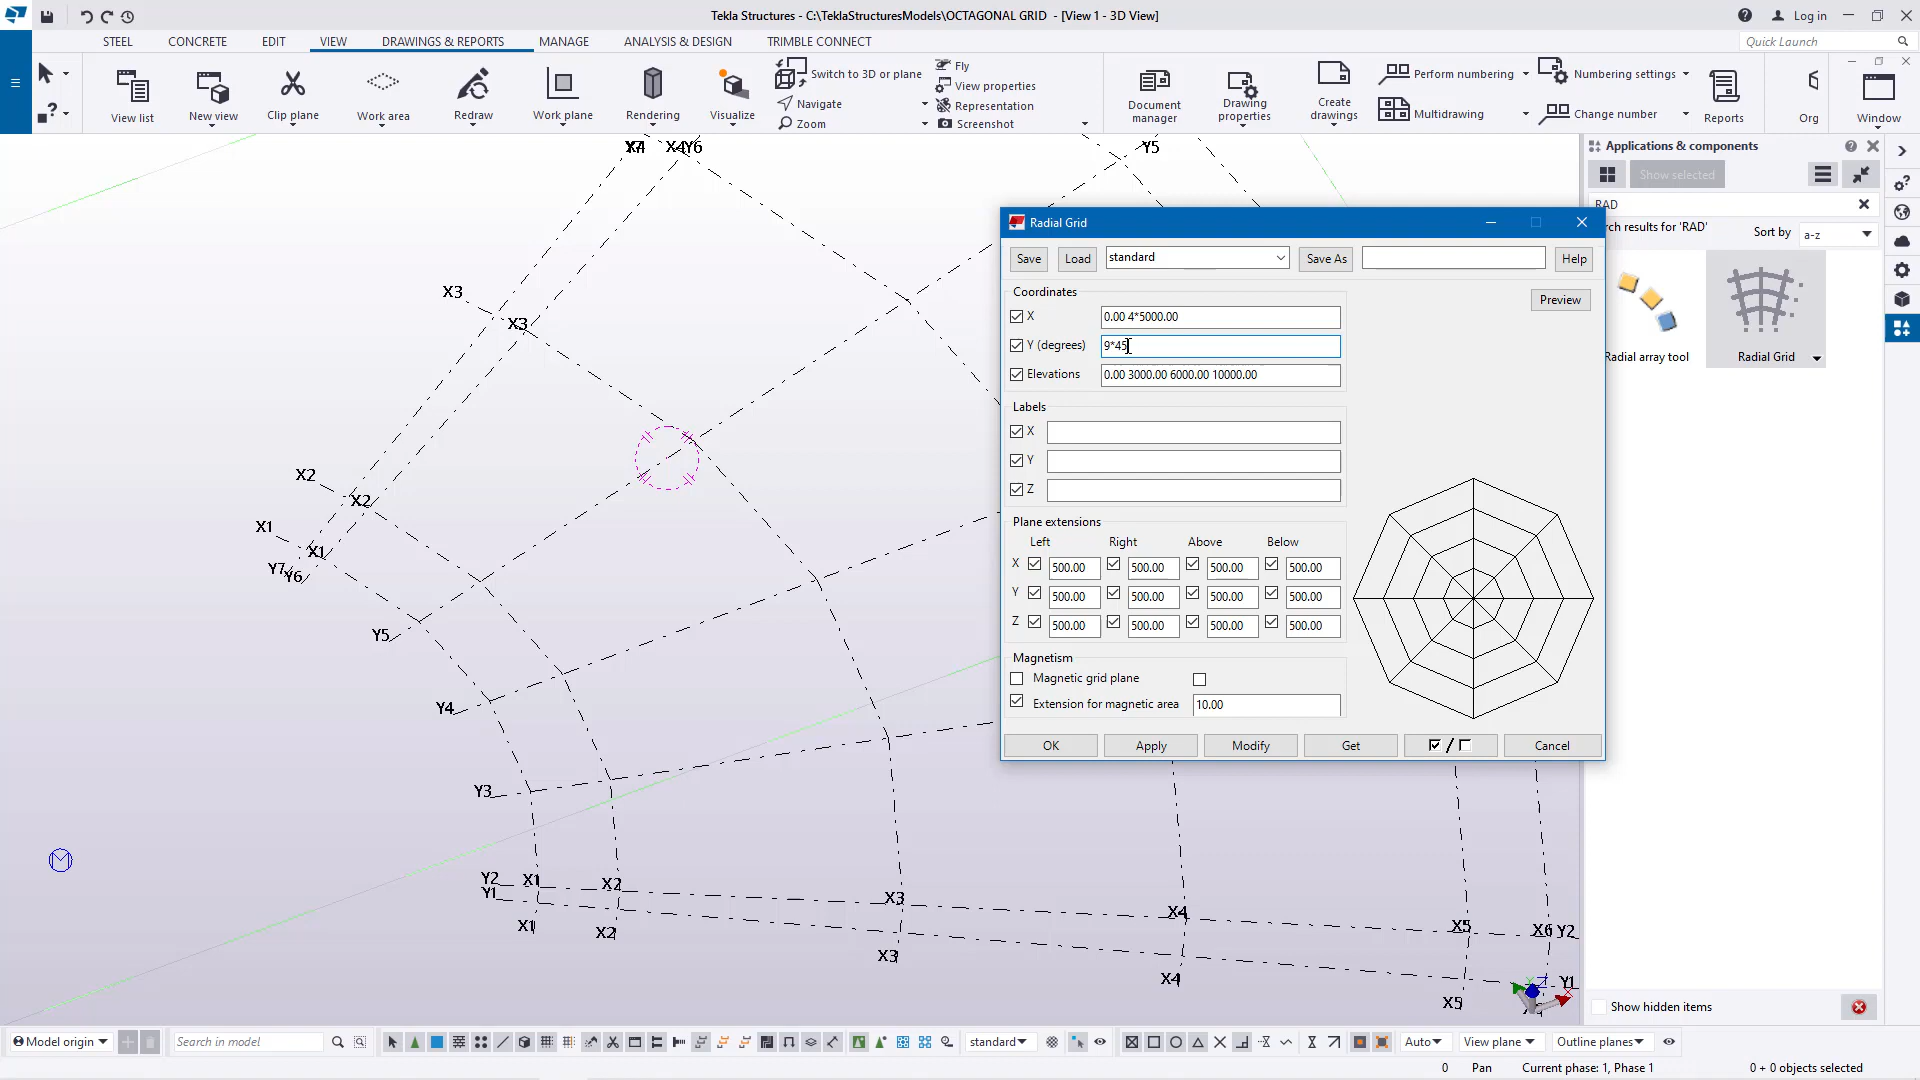 Tekla Structures - C:\TeklaStructuresModels\OCTAGONAL GRID - [View 1 - 3D View]
Log in
STEEL CONCRETE EDIT VIEW DRAWINGS & REPORTS MANAGE ANALYSIS & DESIGN TRIMBLE CONNECT
Quick Launch
View list
New view
Clip plane
Work area
Redraw
Work plane
Rendering
Visualize
Switch to 3D or plane
Navigate
Zoom
Fly
View properties
Representation
Screenshot
Document manager
Drawing properties
Create drawings
Perform numbering
Multidrawing
Numbering settings
Change number
Reports
Org
Window
X4Y6
Y5
X3
X3
X2
X2
X1
X1
Y7
Y6
Y5
Y4
Y3
Y2
Y1
X1
X1
X2
X2
X3
X3
X4
X4
X5
X5
X6 Y2
Y1
Radial Grid
Save Load standard Save As Help
Coordinates
Preview
X 0.00 4*5000.00
Y (degrees) 9*45
Elevations 0.00 3000.00 6000.00 10000.00
Labels
X
Y
Z
Plane extensions
Left Right Above Below
X 500.00 500.00 500.00 500.00
Y 500.00 500.00 500.00 500.00
Z 500.00 500.00 500.00 500.00
Magnetism
Magnetic grid plane
Extension for magnetic area 10.00
OK Apply Modify Get / Cancel
Applications & components
Show selected
RAD
rch results for 'RAD'
Sort by a-z
Radial array tool
Radial Grid
Show hidden items
Model origin
Search in model
standard
Auto
View plane
Outline planes
0 Pan Current phase: 1, Phase 1 0 + 0 objects selected